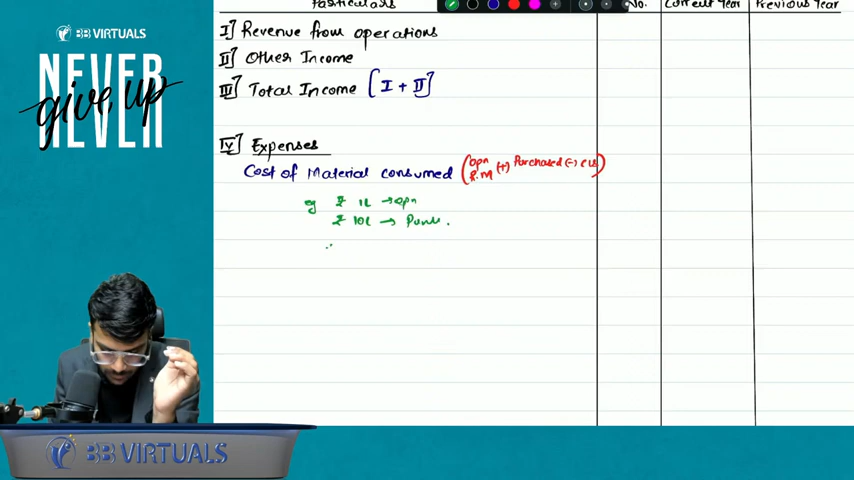 Particulars No. Current Year Previous Year
BB VIRTUALS
NEVER
give up
NEVER
I] Revenue from operations
II] Other Income
III] Total Income [I + II]
IV] Expenses
Cost of Material consumed (opn R.M (+) Purchased (-) cls)
eg ₹ 1L → opn
₹ 10L → Purch.
BB VIRTUALS